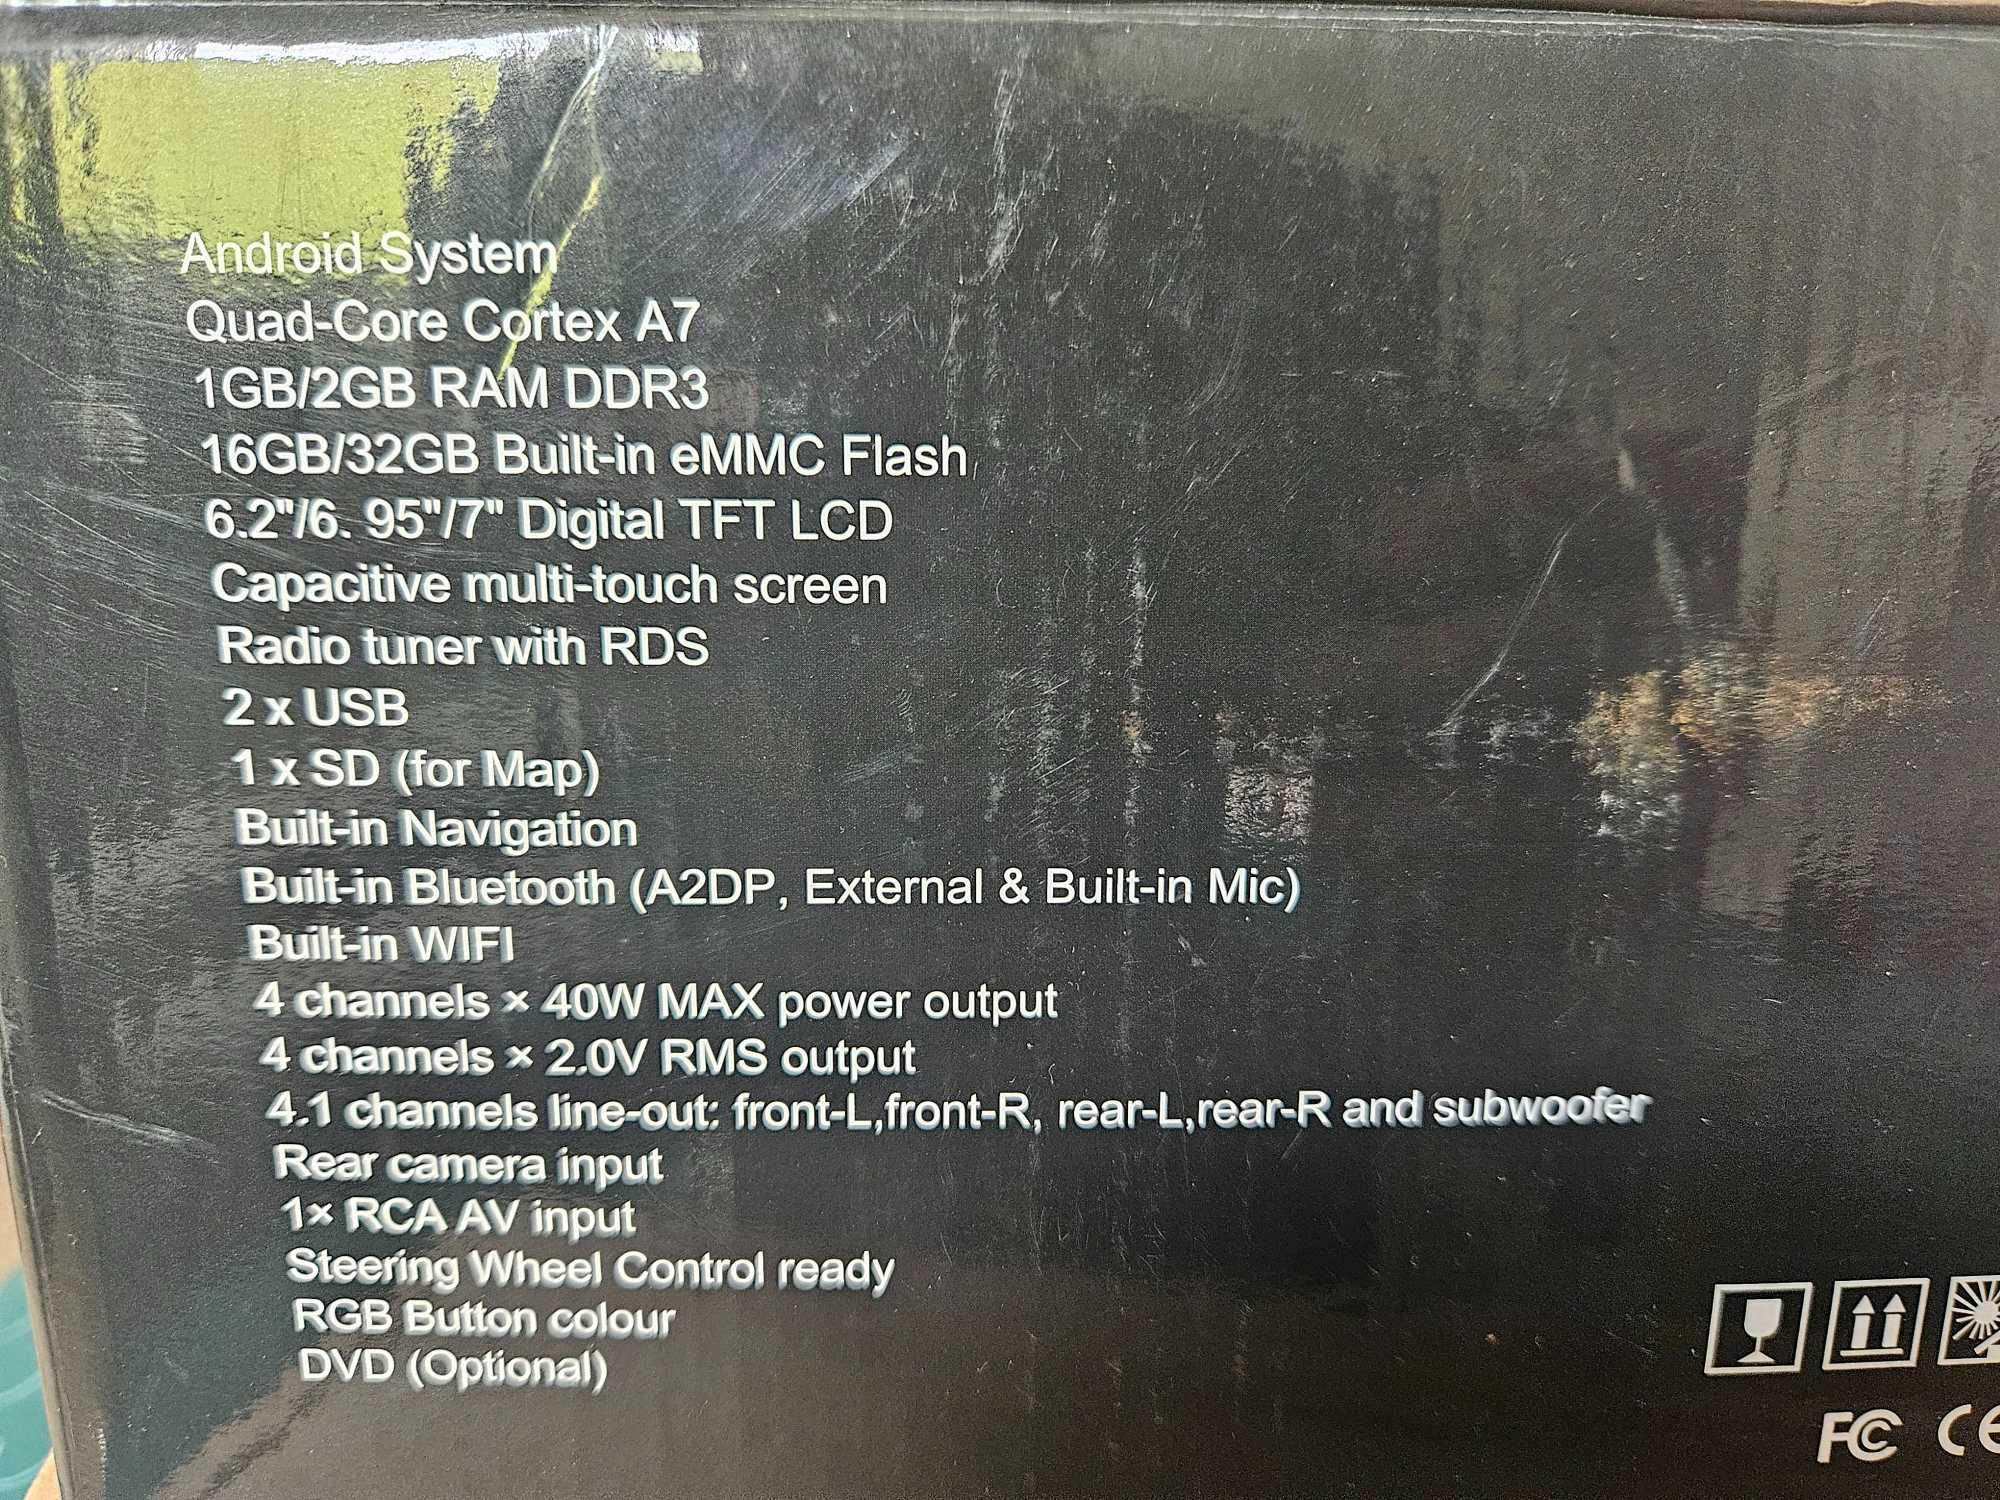 Android System
Quad-Core Cortex A7
1GB/2GB RAM DDR3
16GB/32GB Built-in eMMC Flash
6.2"/6. 95"/7" Digital TFT LCD
Capacitive multi-touch screen
Radio tuner with RDS
2 x USB
1 x SD (for Map)
Built-in Navigation
Built-in Bluetooth (A2DP, External & Built-in Mic)
Built-in WIFI
4 channels × 40W MAX power output
4 channels × 2.0V RMS output
4.1 channels line-out: front-L,front-R, rear-L,rear-R and subwoofer
Rear camera input
1× RCA AV input
Steering Wheel Control ready
RGB Button colour
DVD (Optional)
FC CE